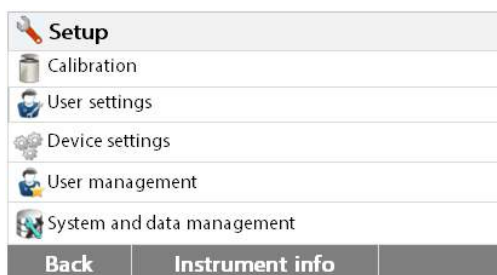 Setup
Calibration
User settings
Device settings
User management
System and data management
Back Instrument info